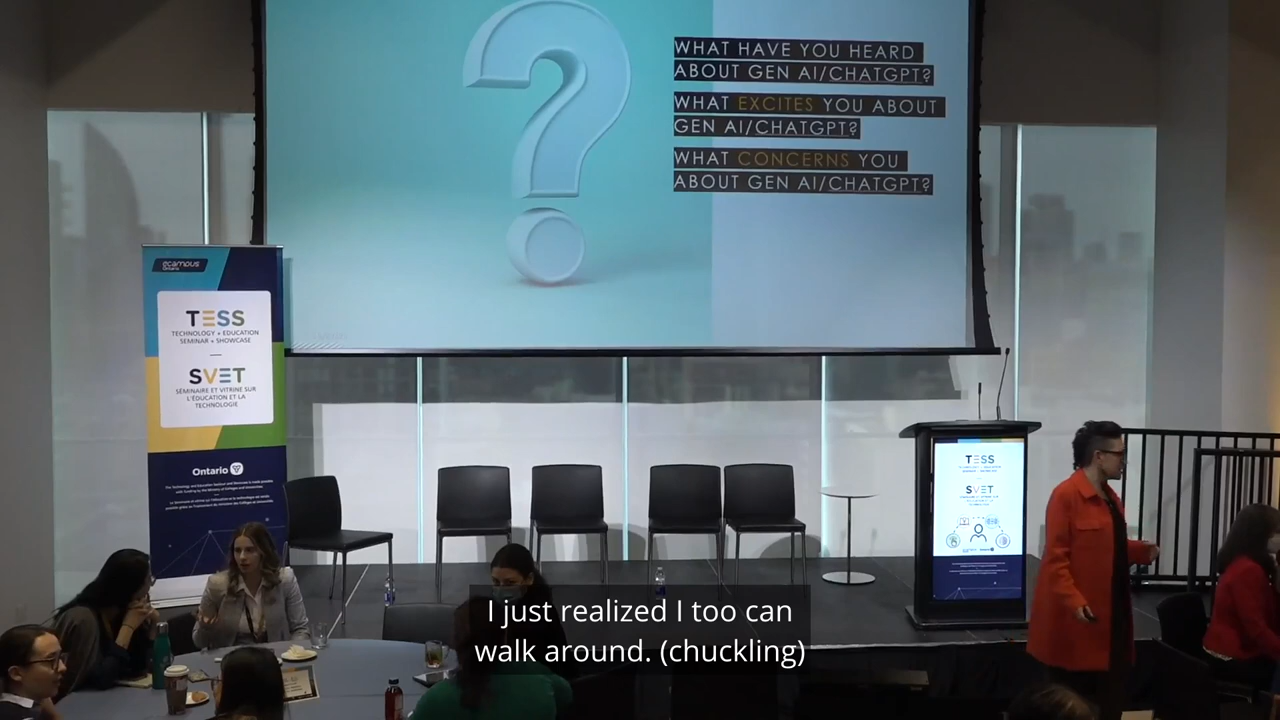 WHAT HAVE YOU HEARD
ABOUT GEN AI/CHATGPT?
WHAT EXCITES YOU ABOUT
GEN AI/CHATGPT?
WHAT CONCERNS YOU
ABOUT GEN AI/CHATGPT?
eCampus
Ontario
TESS
TECHNOLOGY + EDUCATION
SEMINAR + SHOWCASE
SVET
SÉMINAIRE ET VITRINE SUR
L'ÉDUCATION ET LA
TECHNOLOGIE
Ontario
TESS
SVET
I just realized I too can
walk around. (chuckling)